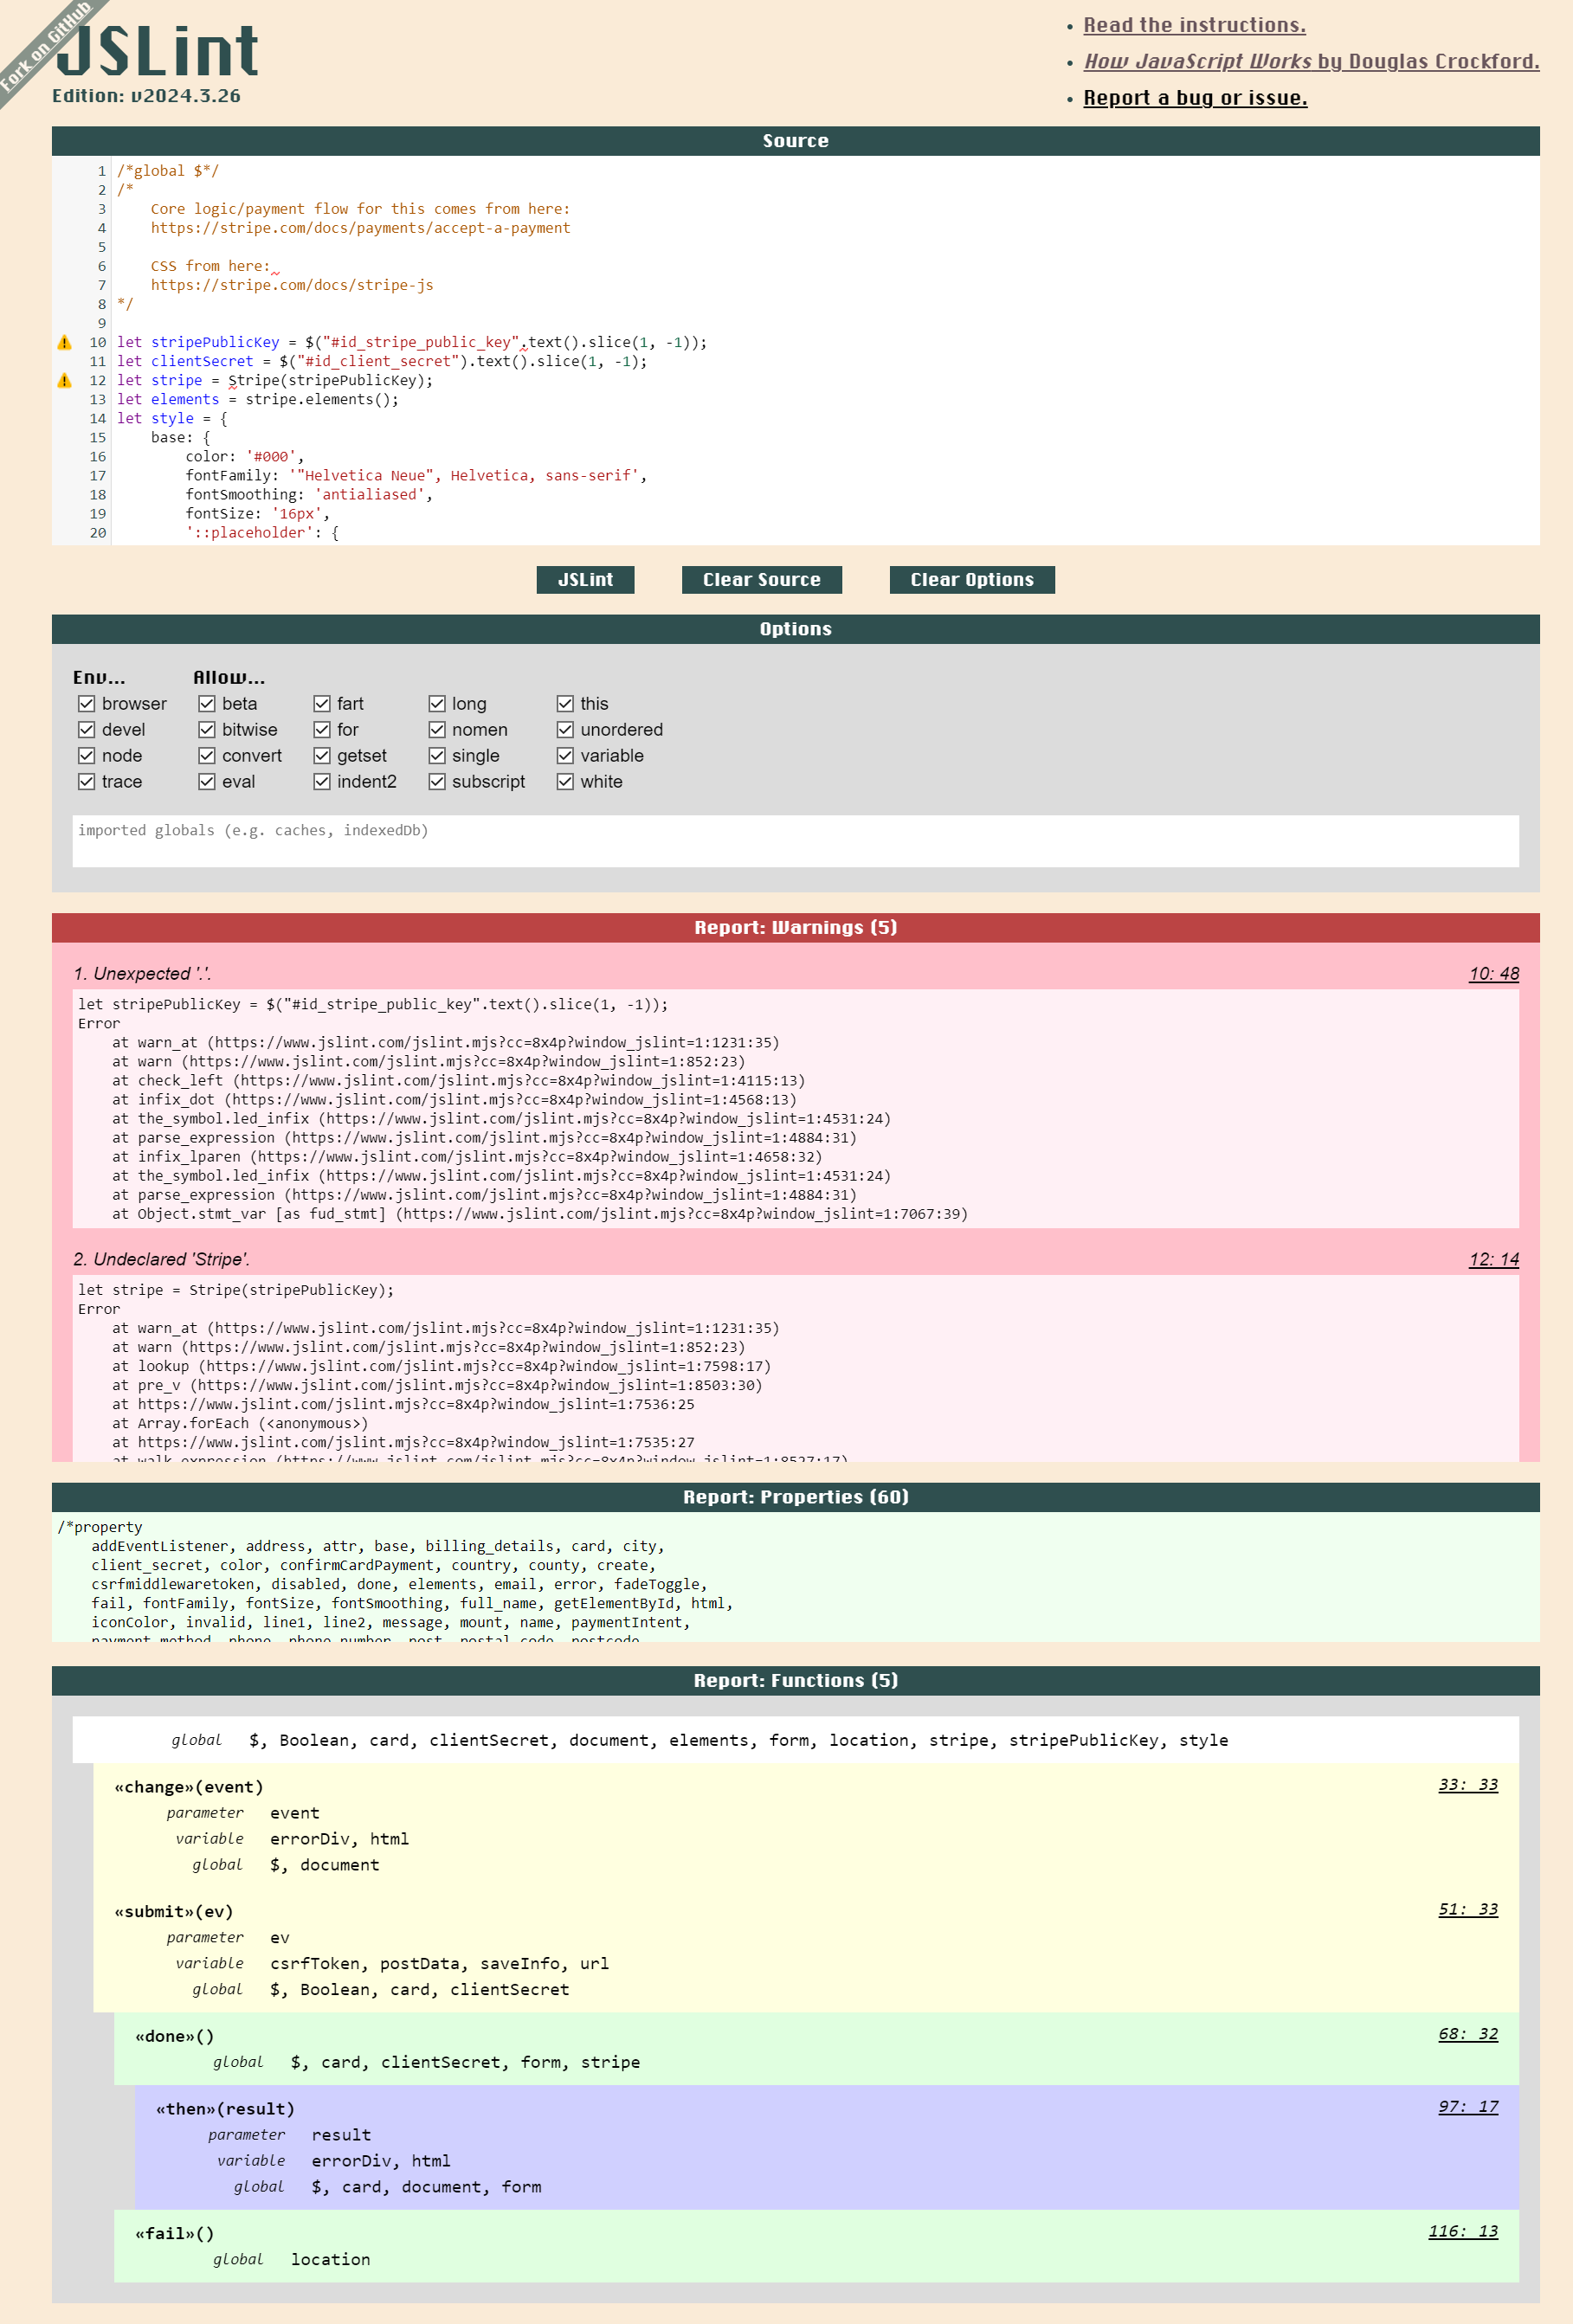 Fork on GitHub
JSLint
Edition: v2024.3.26
• Read the instructions.
• How JavaScript Works by Douglas Crockford.
• Report a bug or issue.
Source
1 /*global $*/
2 /*
3     Core logic/payment flow for this comes from here:
4     https://stripe.com/docs/payments/accept-a-payment
5
6     CSS from here:
7     https://stripe.com/docs/stripe-js
8 */
9
10 let stripePublicKey = $("#id_stripe_public_key".text().slice(1, -1));
11 let clientSecret = $("#id_client_secret").text().slice(1, -1);
12 let stripe = Stripe(stripePublicKey);
13 let elements = stripe.elements();
14 let style = {
15     base: {
16         color: '#000',
17         fontFamily: '"Helvetica Neue", Helvetica, sans-serif',
18         fontSmoothing: 'antialiased',
19         fontSize: '16px',
20         '::placeholder': {
JSLint Clear Source Clear Options
Options
Env... Allow...
browser beta fart long this
devel bitwise for nomen unordered
node convert getset single variable
trace eval indent2 subscript white
imported globals (e.g. caches, indexedDb)
Report: Warnings (5)
1. Unexpected '.'. 10: 48
let stripePublicKey = $("#id_stripe_public_key".text().slice(1, -1));
Error
    at warn_at (https://www.jslint.com/jslint.mjs?cc=8x4p?window_jslint=1:1231:35)
    at warn (https://www.jslint.com/jslint.mjs?cc=8x4p?window_jslint=1:852:23)
    at check_left (https://www.jslint.com/jslint.mjs?cc=8x4p?window_jslint=1:4115:13)
    at infix_dot (https://www.jslint.com/jslint.mjs?cc=8x4p?window_jslint=1:4568:13)
    at the_symbol.led_infix (https://www.jslint.com/jslint.mjs?cc=8x4p?window_jslint=1:4531:24)
    at parse_expression (https://www.jslint.com/jslint.mjs?cc=8x4p?window_jslint=1:4884:31)
    at infix_lparen (https://www.jslint.com/jslint.mjs?cc=8x4p?window_jslint=1:4658:32)
    at the_symbol.led_infix (https://www.jslint.com/jslint.mjs?cc=8x4p?window_jslint=1:4531:24)
    at parse_expression (https://www.jslint.com/jslint.mjs?cc=8x4p?window_jslint=1:4884:31)
    at Object.stmt_var [as fud_stmt] (https://www.jslint.com/jslint.mjs?cc=8x4p?window_jslint=1:7067:39)
2. Undeclared 'Stripe'. 12: 14
let stripe = Stripe(stripePublicKey);
Error
    at warn_at (https://www.jslint.com/jslint.mjs?cc=8x4p?window_jslint=1:1231:35)
    at warn (https://www.jslint.com/jslint.mjs?cc=8x4p?window_jslint=1:852:23)
    at lookup (https://www.jslint.com/jslint.mjs?cc=8x4p?window_jslint=1:7598:17)
    at pre_v (https://www.jslint.com/jslint.mjs?cc=8x4p?window_jslint=1:8503:30)
    at https://www.jslint.com/jslint.mjs?cc=8x4p?window_jslint=1:7536:25
    at Array.forEach (<anonymous>)
    at https://www.jslint.com/jslint.mjs?cc=8x4p?window_jslint=1:7535:27
    at walk_expression (https://www.jslint.com/jslint.mjs?cc=8x4p?window_jslint=1:8527:17)
Report: Properties (60)
/*property
    addEventListener, address, attr, base, billing_details, card, city,
    client_secret, color, confirmCardPayment, country, county, create,
    csrfmiddlewaretoken, disabled, done, elements, email, error, fadeToggle,
    fail, fontFamily, fontSize, fontSmoothing, full_name, getElementById, html,
    iconColor, invalid, line1, line2, message, mount, name, paymentIntent,
    payment_method, phone, phone_number, post, postal_code, postcode,
Report: Functions (5)
global $, Boolean, card, clientSecret, document, elements, form, location, stripe, stripePublicKey, style
«change»(event) 33: 33
parameter event
variable errorDiv, html
global $, document
«submit»(ev) 51: 33
parameter ev
variable csrfToken, postData, saveInfo, url
global $, Boolean, card, clientSecret
«done»() 68: 32
global $, card, clientSecret, form, stripe
«then»(result) 97: 17
parameter result
variable errorDiv, html
global $, card, document, form
«fail»() 116: 13
global location